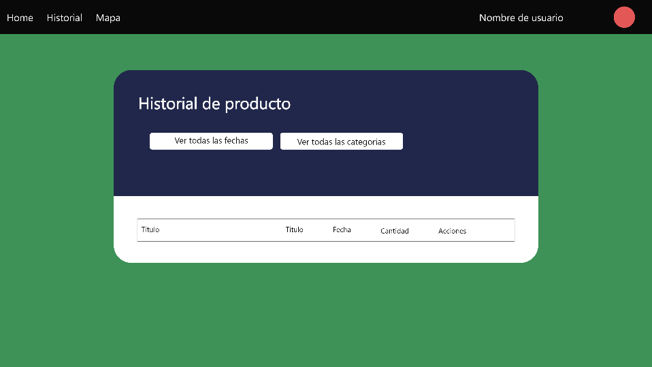 Home Historial Mapa Nombre de usuario
Historial de producto
Ver todas las fechas Ver todas las categorias
Titulo Titulo Fecha Cantidad Acciones